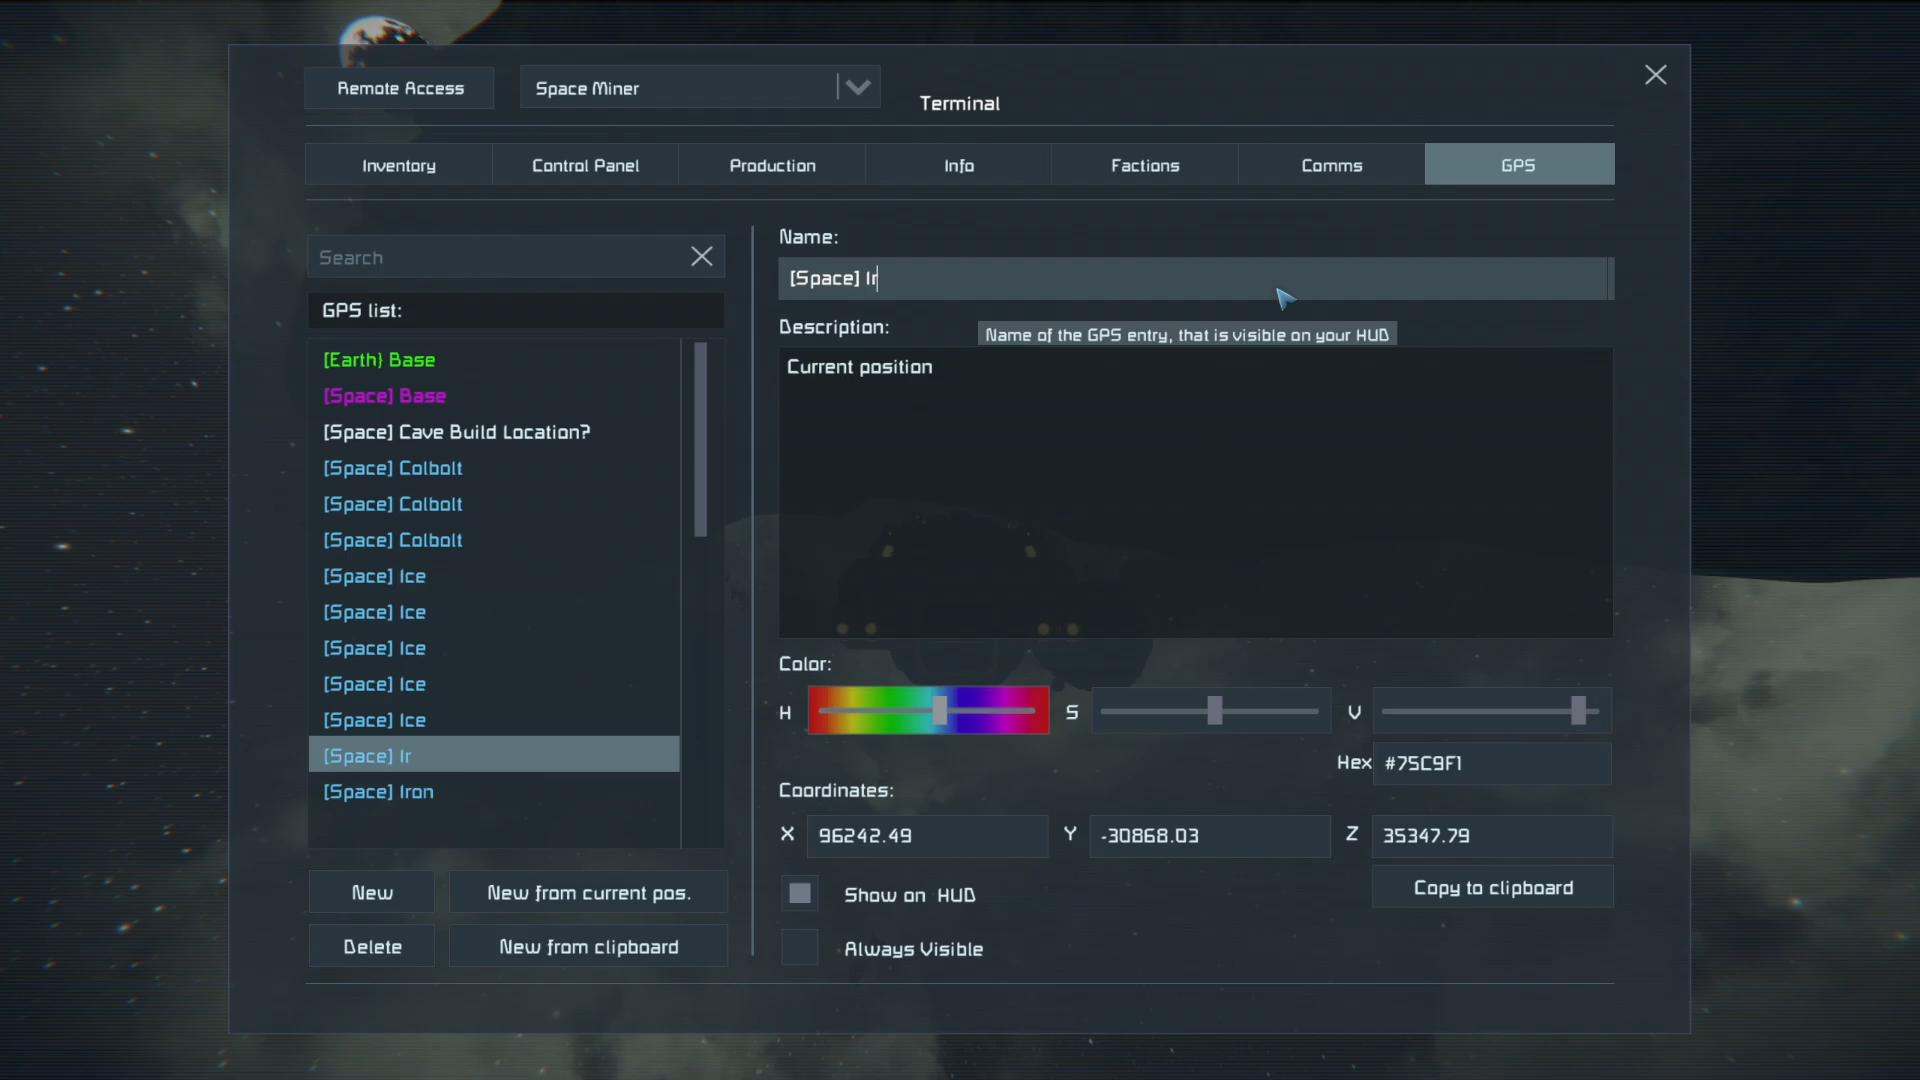 Remote Access
Space Miner
Terminal
Inventory
Control Panel
Production
Info
Factions
Comms
GPS
Search
GPS list:
[Earth} Base
[Space] Base
[Space] Cave Build Location?
[Space] Colbolt
[Space] Colbolt
[Space] Colbolt
[Space] Ice
[Space] Ice
[Space] Ice
[Space] Ice
[Space] Ice
[Space] Ir
[Space] Iron
New
New from current pos.
Delete
New from clipboard
Name:
[Space] Ir
Description:
Name of the GPS entry, that is visible on your HUD
Current position
Color:
H
S
V
Hex #75C9F1
Coordinates:
X 96242.49
Y -30868.03
Z 35347.79
Copy to clipboard
Show on HUD
Always Visible